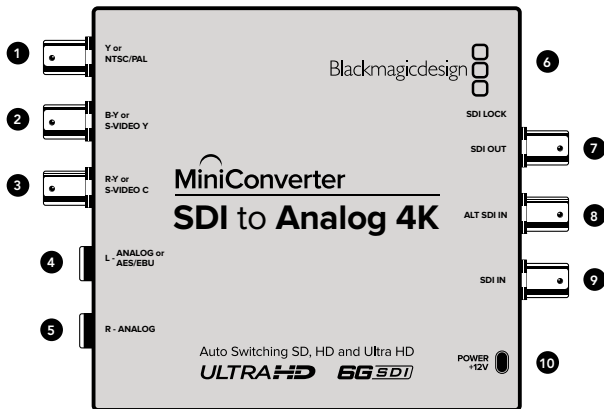 1
Y or
NTSC/PAL
2
B-Y or
S-VIDEO Y
3
R-Y or
S-VIDEO C
4
L - ANALOG or
AES/EBU
5
R - ANALOG
Blackmagicdesign
6
SDI LOCK
SDI OUT
7
MiniConverter
SDI to Analog 4K
ALT SDI IN
8
SDI IN
9
Auto Switching SD, HD and Ultra HD
ULTRA HD
6G SDI
POWER
+12V
10